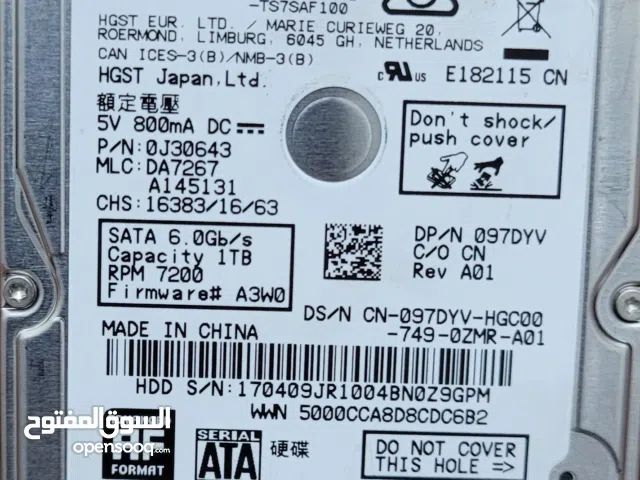 -TS7SAF100
HGST EUR. LTD. / MARIE CURIEWEG 20,
ROERMOND, LIMBURG, 6045 GH, NETHERLANDS
CAN ICES-3(B)/NMB-3(B)
HGST Japan,Ltd.
c RU US E182115 CN
額定電壓
5V 800mA DC
P/N:0J30643
MLC:DA7267
A145131
CHS:16383/16/63
Don't shock/
push cover
SATA 6.0Gb/s
Capacity 1TB
RPM 7200
Firmware# A3W0
DP/N 097DYV
C/O CN
Rev A01
DS/N CN-097DYV-HGC00
-749-0ZMR-A01
MADE IN CHINA
HDD S/N:170409JR1004BN0Z9GPM
WWN 5000CCA8D8CDC6B2
HF
FORMAT
SERIAL
ATA
硬碟
DO NOT COVER
THIS HOLE =>
السوق المفتوح
opensooq.com